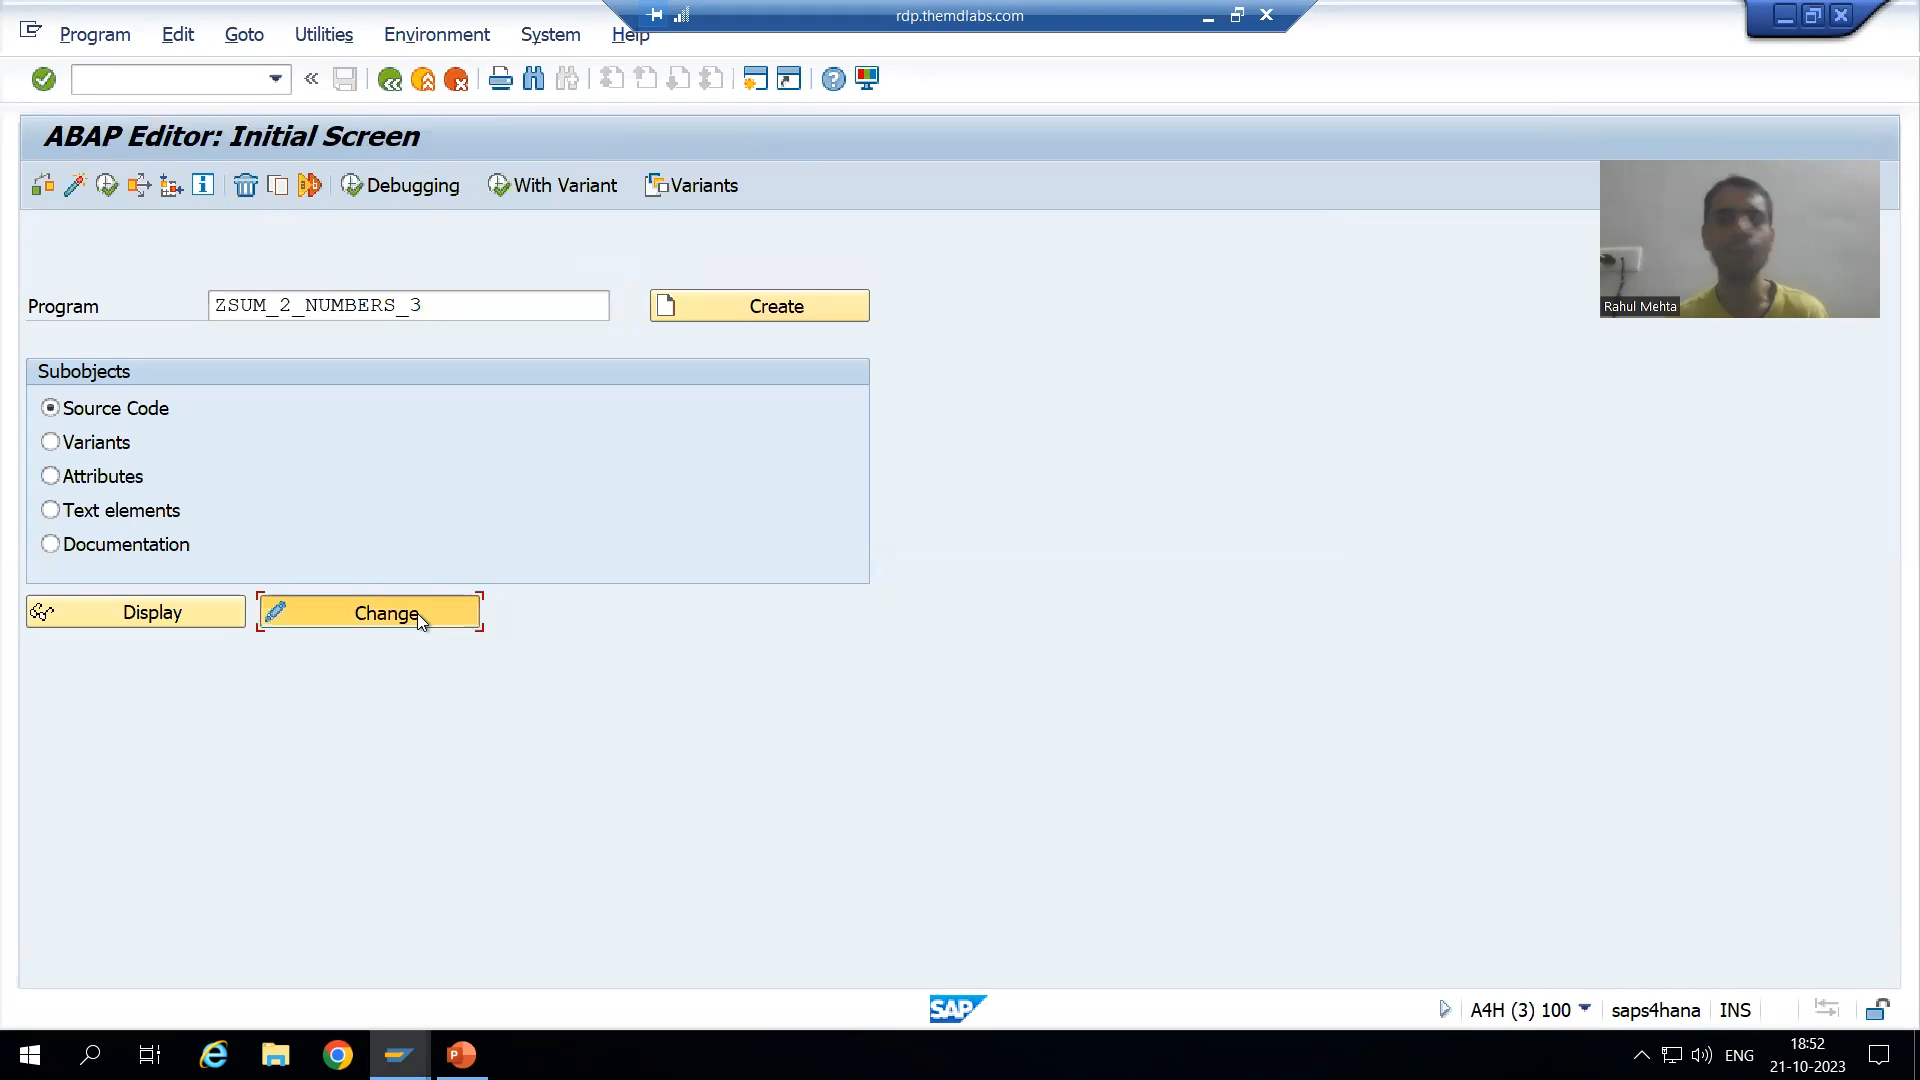 rdp.themdlabs.com
Program Edit Goto Utilities Environment System Help
ABAP Editor: Initial Screen
Debugging With Variant Variants
Rahul Mehta
Program ZSUM_2_NUMBERS_3 Create
Subobjects
Source Code
Variants
Attributes
Text elements
Documentation
Display Change
SAP
A4H (3) 100 saps4hana INS
ENG
18:52
21-10-2023